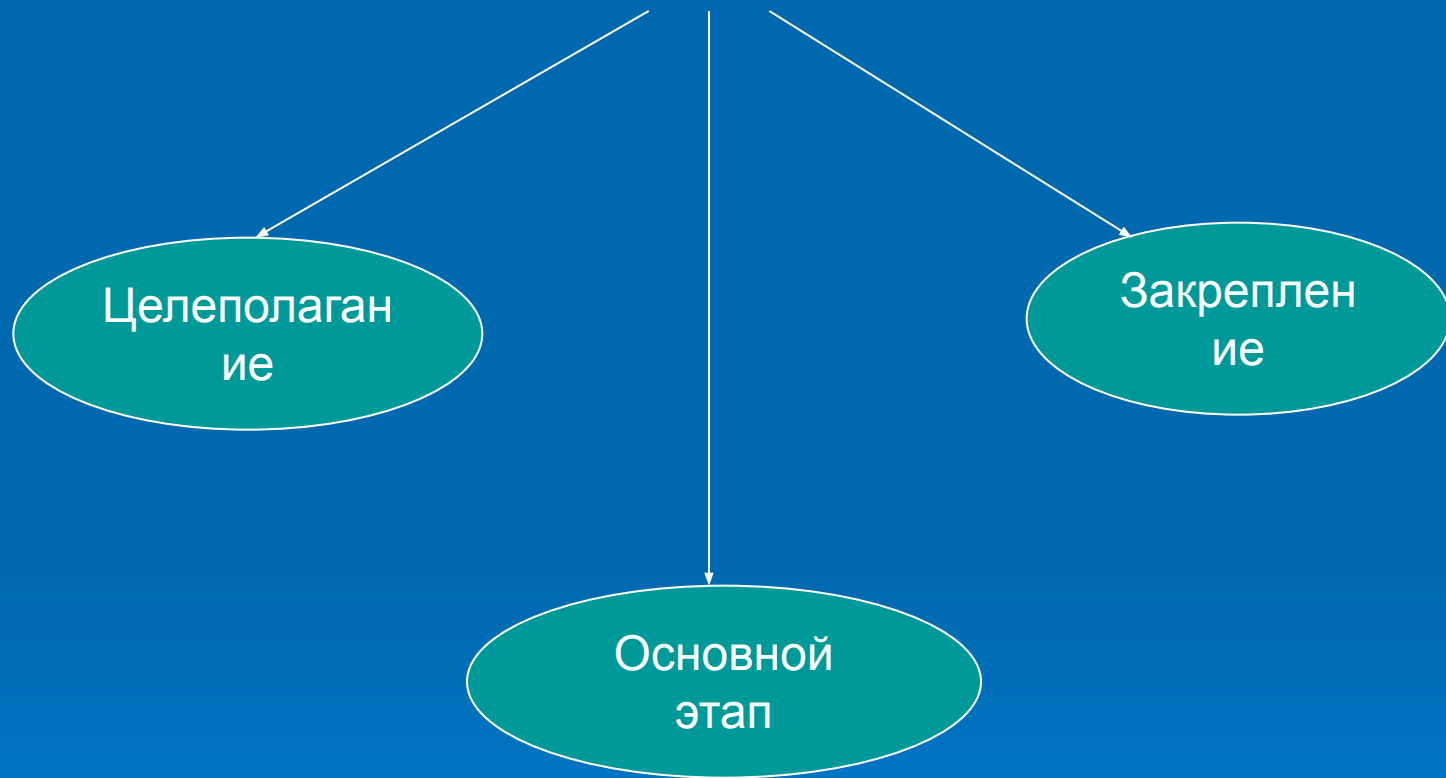 Целеполаган
ие
Закреплен
ие
Основной
этап